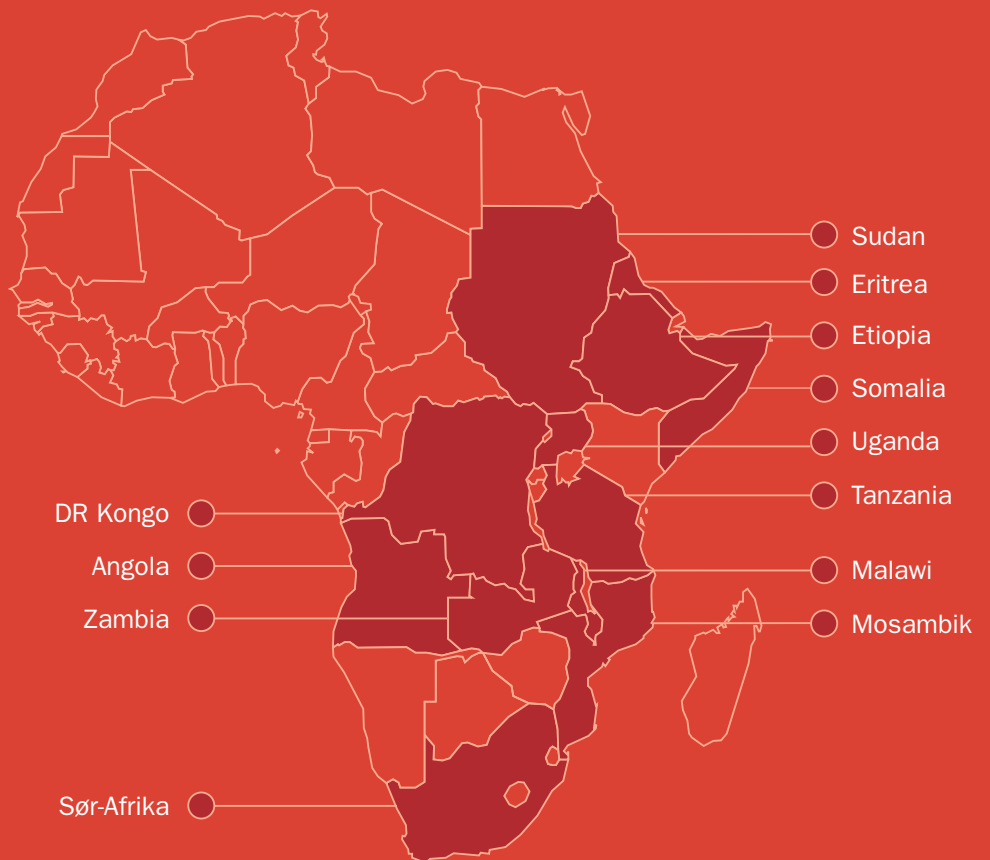 Sudan
Eritrea
Etiopia
Somalia
Uganda
Tanzania
Malawi
Mosambik
DR Kongo
Angola
Zambia
Sør-Afrika